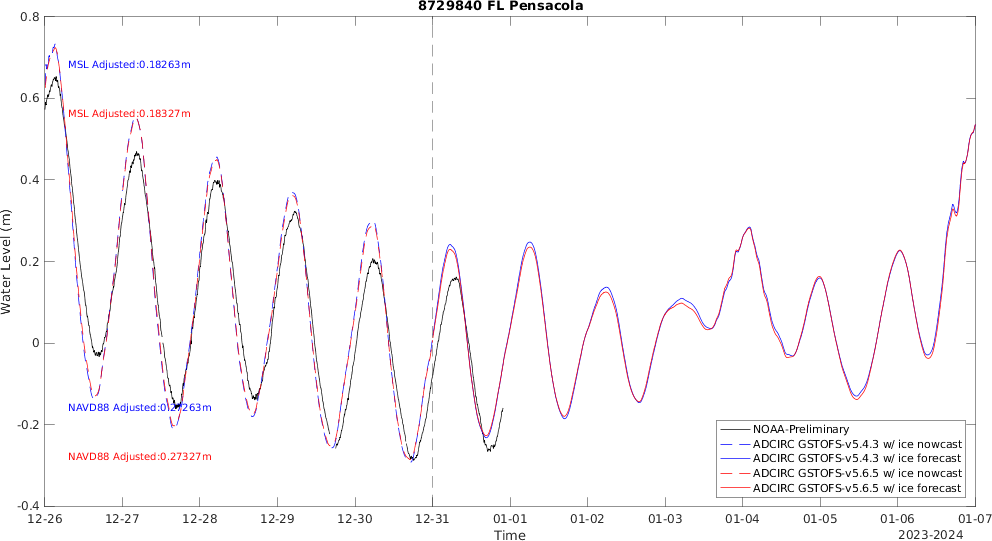 8729840 FL Pensacola
0.8
0.6
0.4
0.2
0
-0.2
-0.4
Water Level (m)
MSL Adjusted:0.18263m
MSL Adjusted:0.18327m
NAVD88 Adjusted:0.27263m
NAVD88 Adjusted:0.27327m
NOAA-Preliminary
ADCIRC GSTOFS-v5.4.3 w/ ice nowcast
ADCIRC GSTOFS-v5.4.3 w/ ice forecast
ADCIRC GSTOFS-v5.6.5 w/ ice nowcast
ADCIRC GSTOFS-v5.6.5 w/ ice forecast
12-26 12-27 12-28 12-29 12-30 12-31 01-01 01-02 01-03 01-04 01-05 01-06 01-07
Time
2023-2024